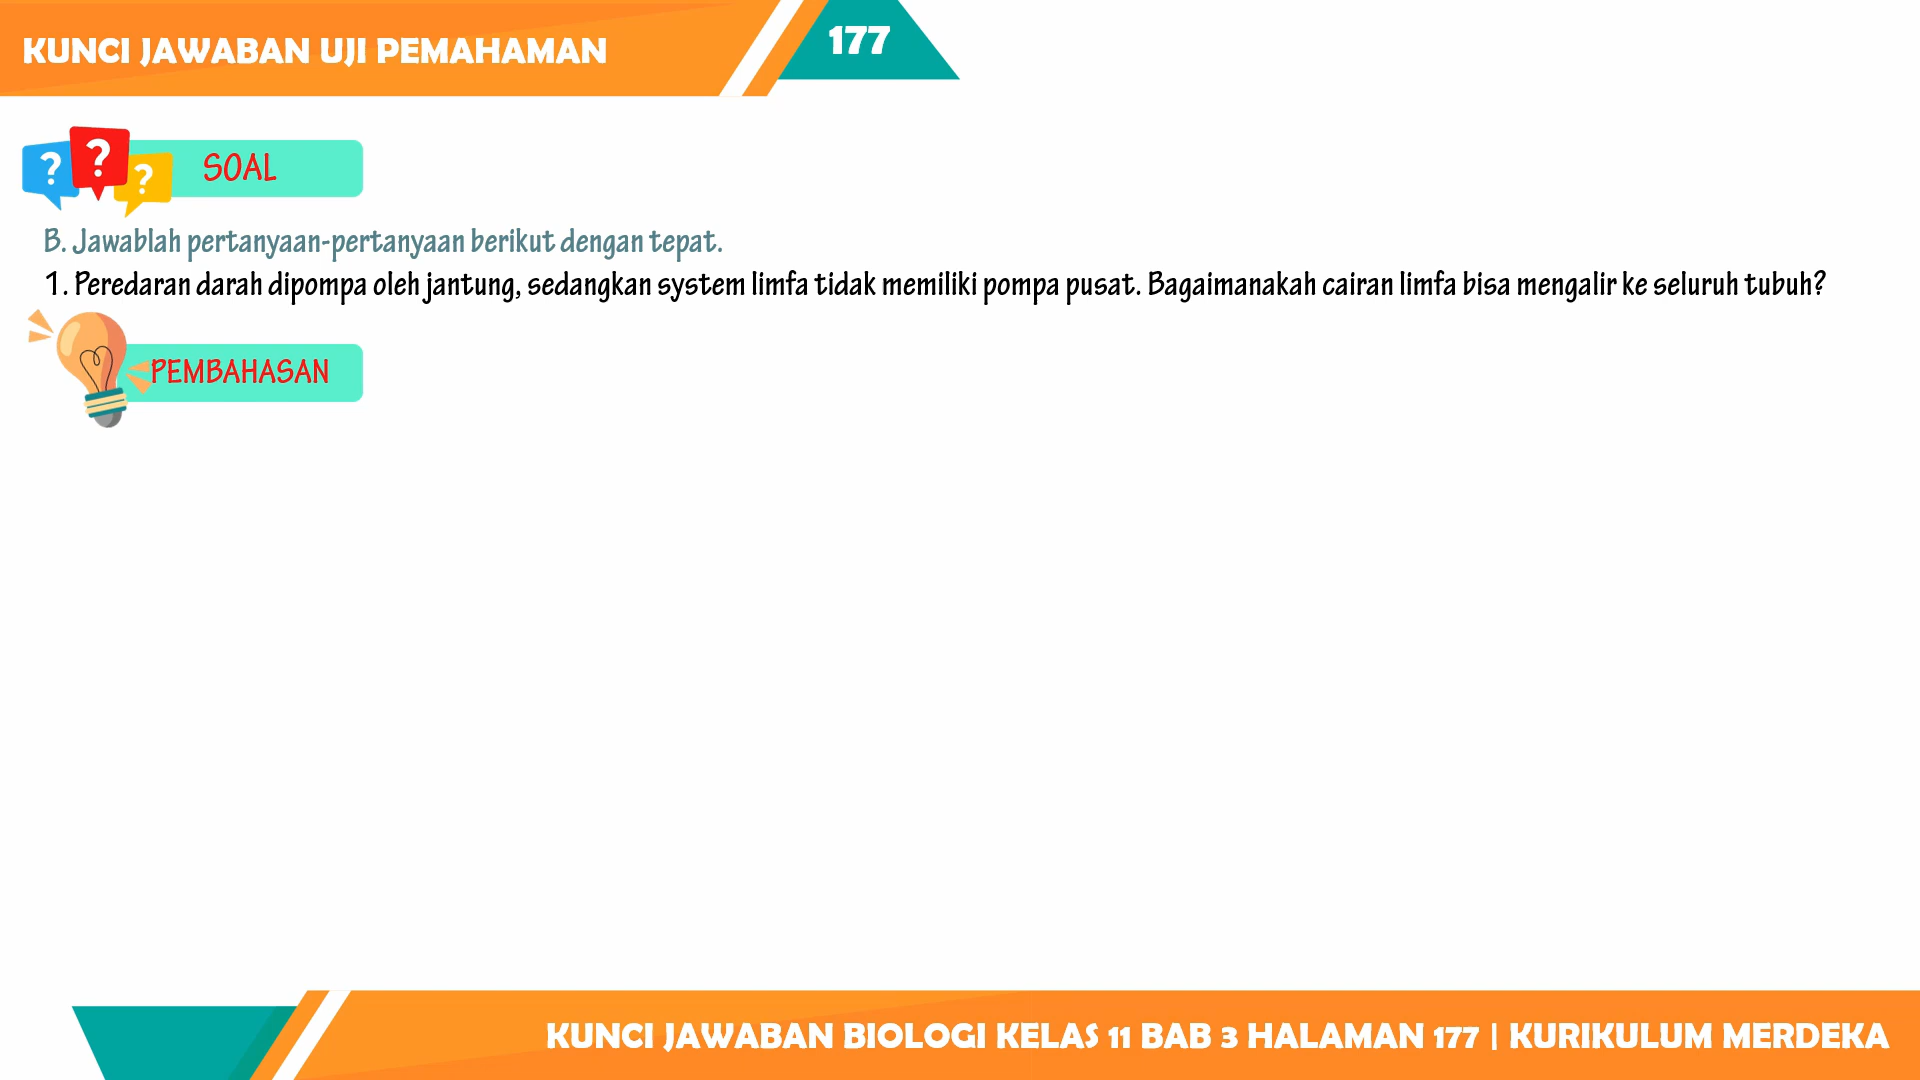 KUNCI JAWABAN UJI PEMAHAMAN
177
? ? ?
SOAL
B. Jawablah pertanyaan-pertanyaan berikut dengan tepat.
1. Peredaran darah dipompa oleh jantung, sedangkan system limfa tidak memiliki pompa pusat. Bagaimanakah cairan limfa bisa mengalir ke seluruh tubuh?
PEMBAHASAN
KUNCI JAWABAN BIOLOGI KELAS 11 BAB 3 HALAMAN 177 | KURIKULUM MERDEKA